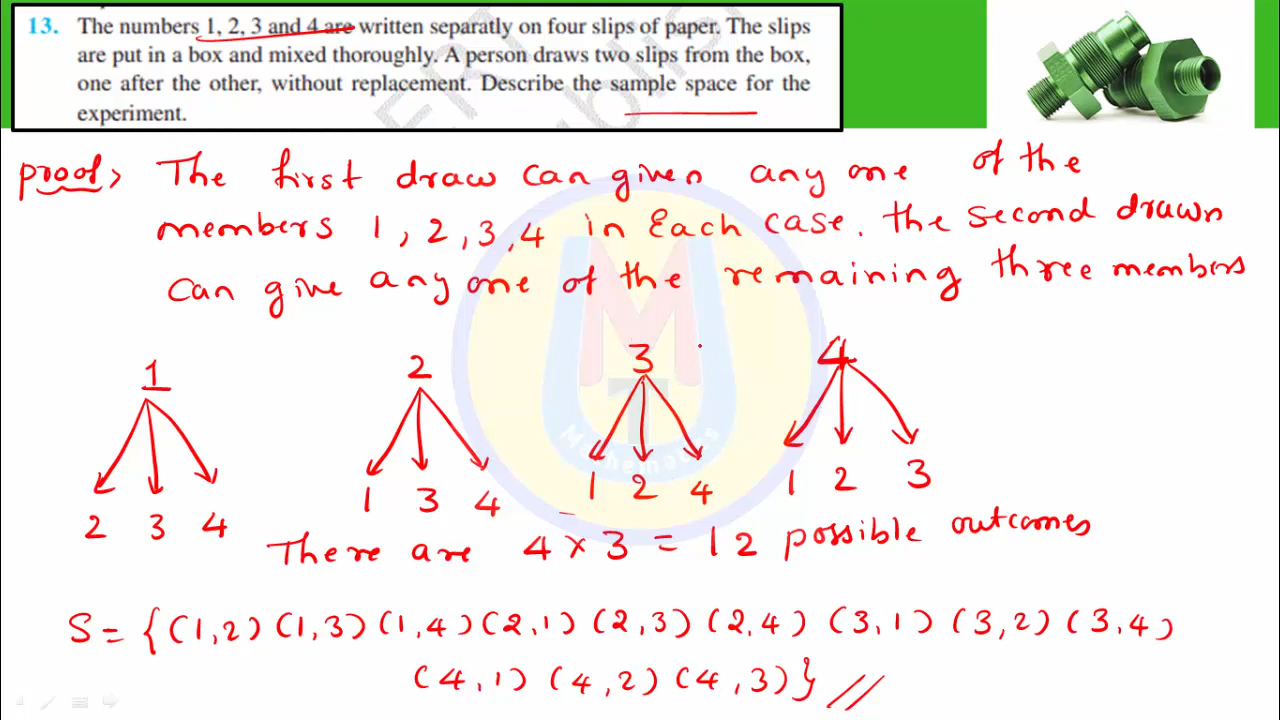 13. The numbers 1, 2, 3 and 4 are written separatly on four slips of paper. The slips
are put in a box and mixed thoroughly. A person draws two slips from the box,
one after the other, without replacement. Describe the sample space for the
experiment.
proof> The first draw can given any one of the
members 1, 2, 3, 4 in Each case. the second drawn
can give any one of the remaining three members
1 2 3 4
2 3 4 1 3 4 1 2 4 1 2 3
There are 4 × 3 = 12 possible outcomes
S = {(1,2) (1,3) (1,4) (2,1) (2,3) (2,4) (3,1) (3,2) (3,4)
(4,1) (4,2) (4,3)} //
Mathematics